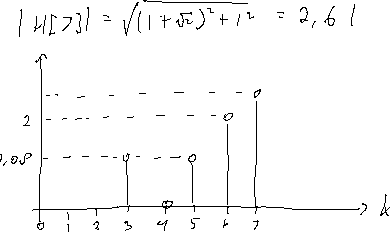 |H[7]| = √(1+√2)²+1² = 2,61
2
0,08
k
0 1 2 3 4 5 6 7